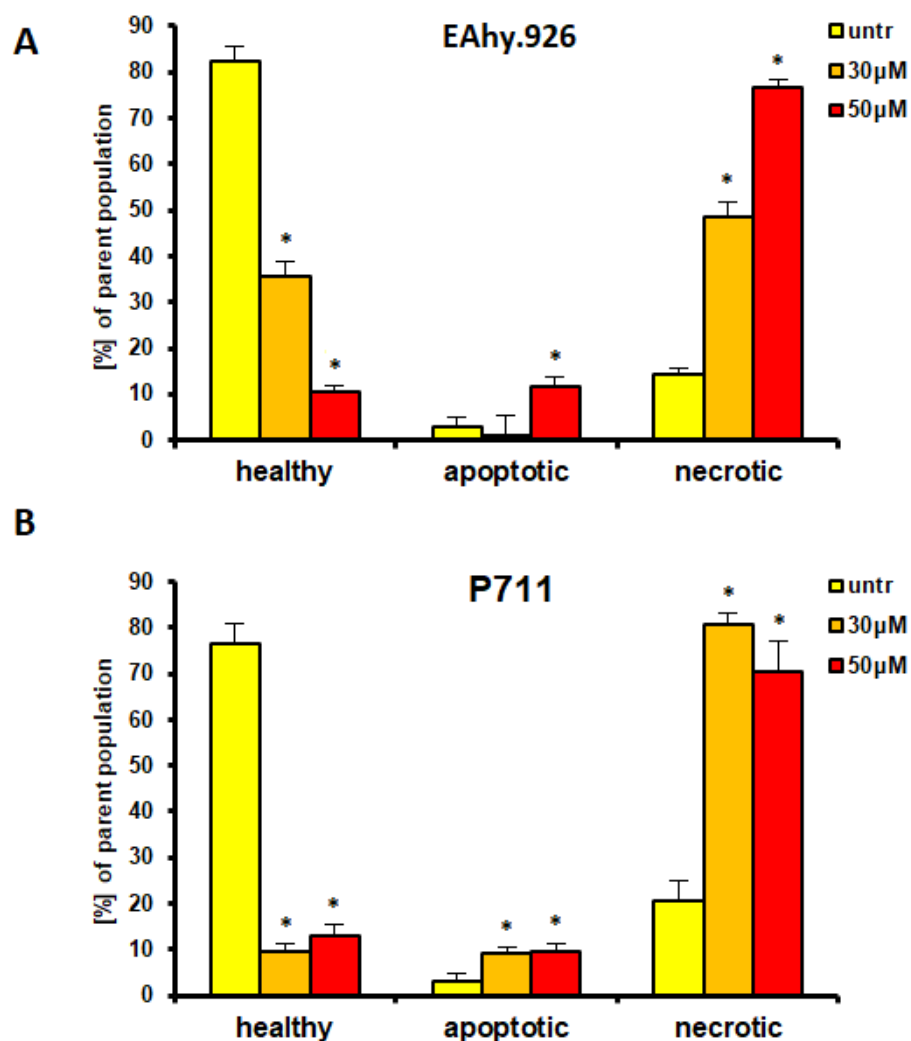 A
EAhy.926
untr
30µM
50µM
[%] of parent population
90
80
70
60
50
40
30
20
10
0
* * * * *
healthy apoptotic necrotic
B
P711
untr
30µM
50µM
[%] of parent population
90
80
70
60
50
40
30
20
10
0
* * * * * *
healthy apoptotic necrotic